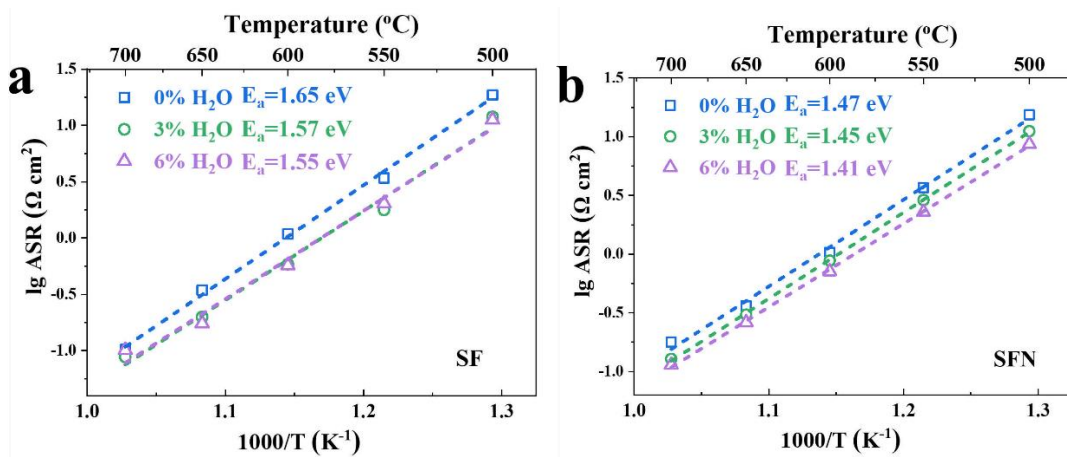 a
Temperature (°C)
700 650 600 550 500
0% H₂O Eₐ=1.65 eV
3% H₂O Eₐ=1.57 eV
6% H₂O Eₐ=1.55 eV
lg ASR (Ω cm²)
1.5
1.0
0.5
0.0
-0.5
-1.0
SF
1.0 1.1 1.2 1.3
1000/T (K⁻¹)
b
Temperature (°C)
700 650 600 550 500
0% H₂O Eₐ=1.47 eV
3% H₂O Eₐ=1.45 eV
6% H₂O Eₐ=1.41 eV
lg ASR (Ω cm²)
1.5
1.0
0.5
0.0
-0.5
-1.0
SFN
1.0 1.1 1.2 1.3
1000/T (K⁻¹)